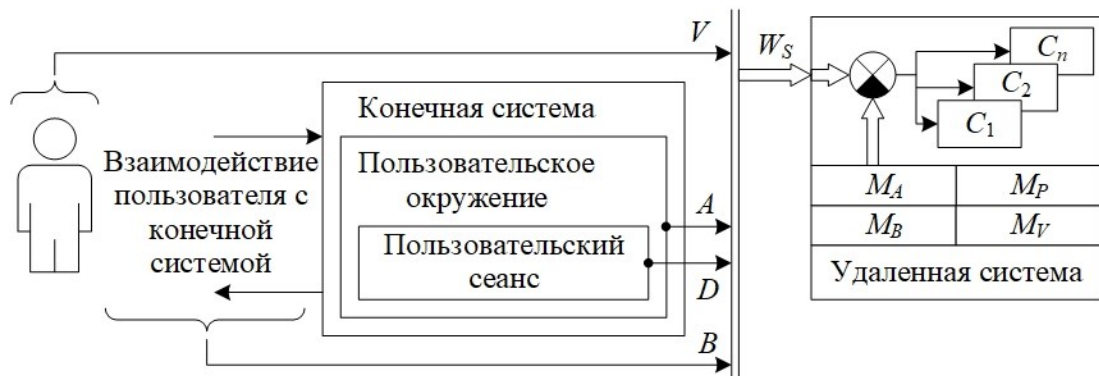 V
W_S
C_n
C_2
C_1
Конечная система
Взаимодействие
пользователя с
конечной
системой
Пользовательское
окружение
Пользовательский
сеанс
A
D
B
M_A
M_P
M_B
M_V
Удаленная система